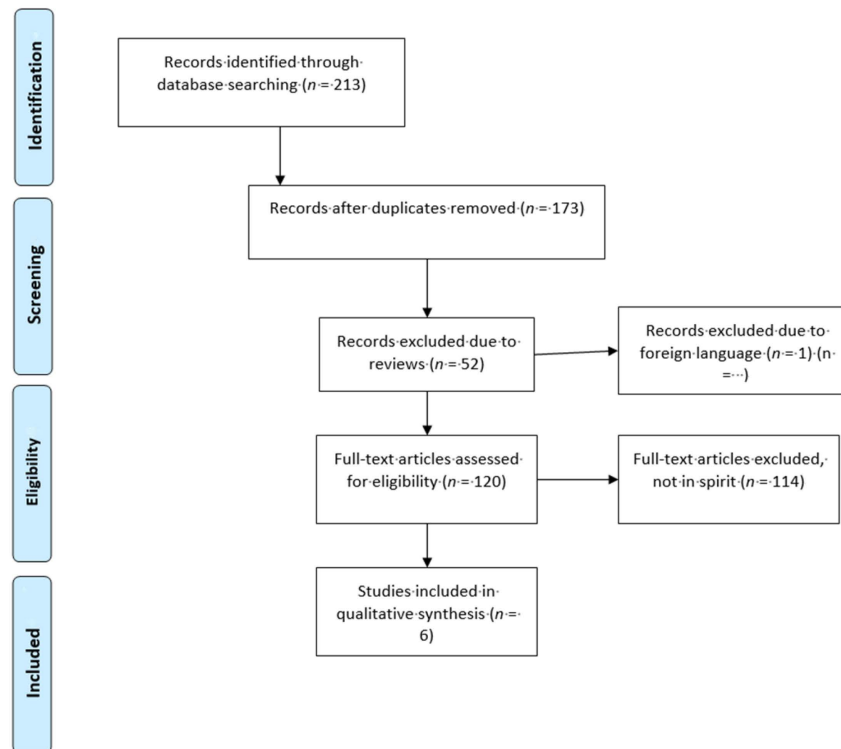 Identification
Records·identified·through·
database·searching·(n·=·213)
Records·after·duplicates·removed·(n·=·173)
Screening
Records·excluded·due·to·
reviews·(n·=·52)
Records·excluded·due·to·
foreign·language·(n·=·1)·(n·
=···)
Eligibility
Full-text·articles·assessed·
for·eligibility·(n·=·120)
Full-text·articles·excluded,·
not·in·spirit·(n·=·114)
Included
Studies·included·in·
qualitative·synthesis·(n·=·
6)